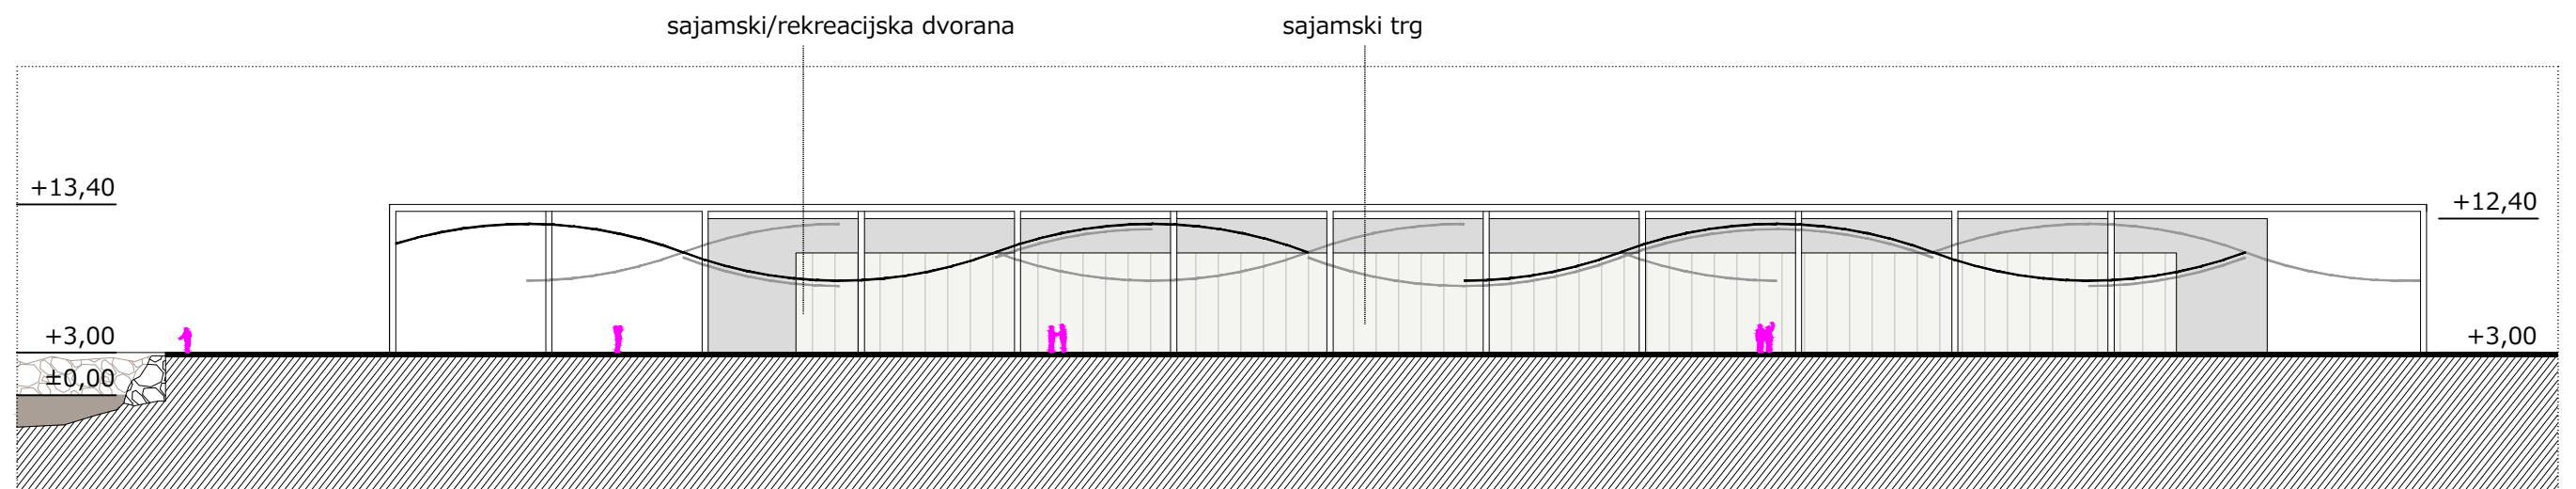 sajamski/rekreacijska dvorana
sajamski trg
+13,40
+12,40
+3,00
+3,00
±0,00